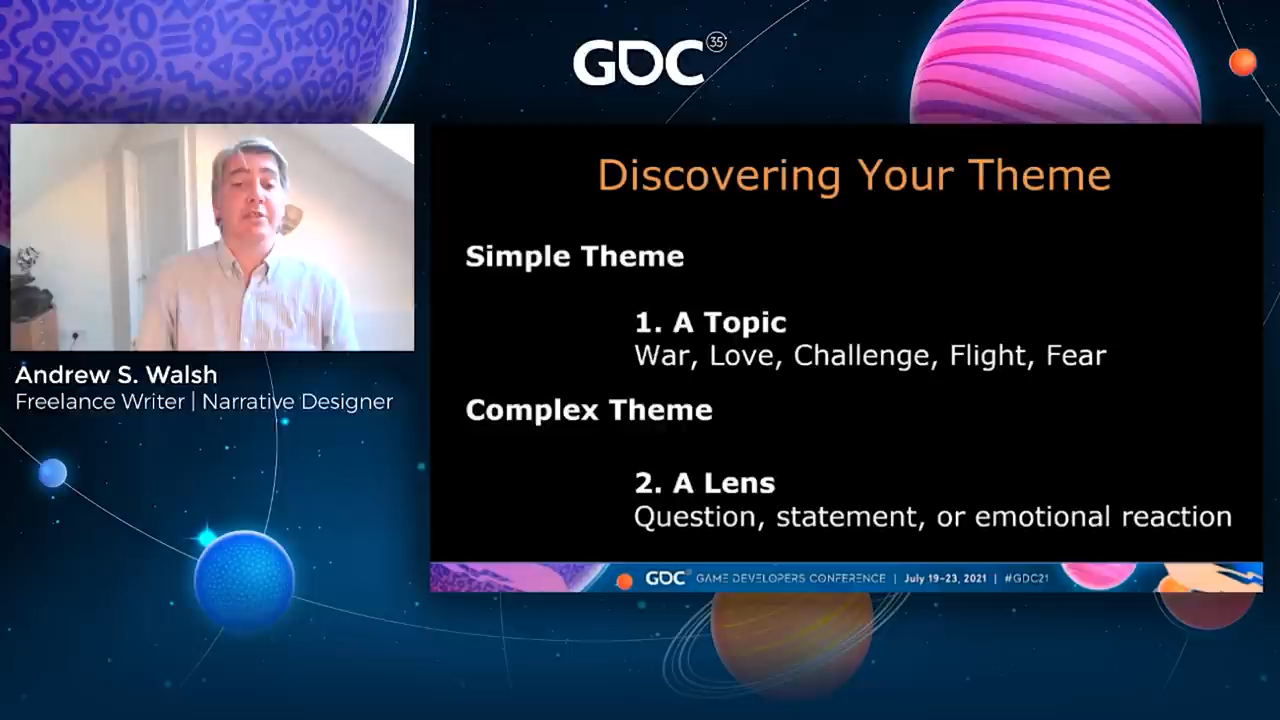 GDC 35
Discovering Your Theme
Simple Theme
1. A Topic
War, Love, Challenge, Flight, Fear
Complex Theme
2. A Lens
Question, statement, or emotional reaction
Andrew S. Walsh
Freelance Writer | Narrative Designer
GDC GAME DEVELOPERS CONFERENCE | July 19-23, 2021 | #GDC21